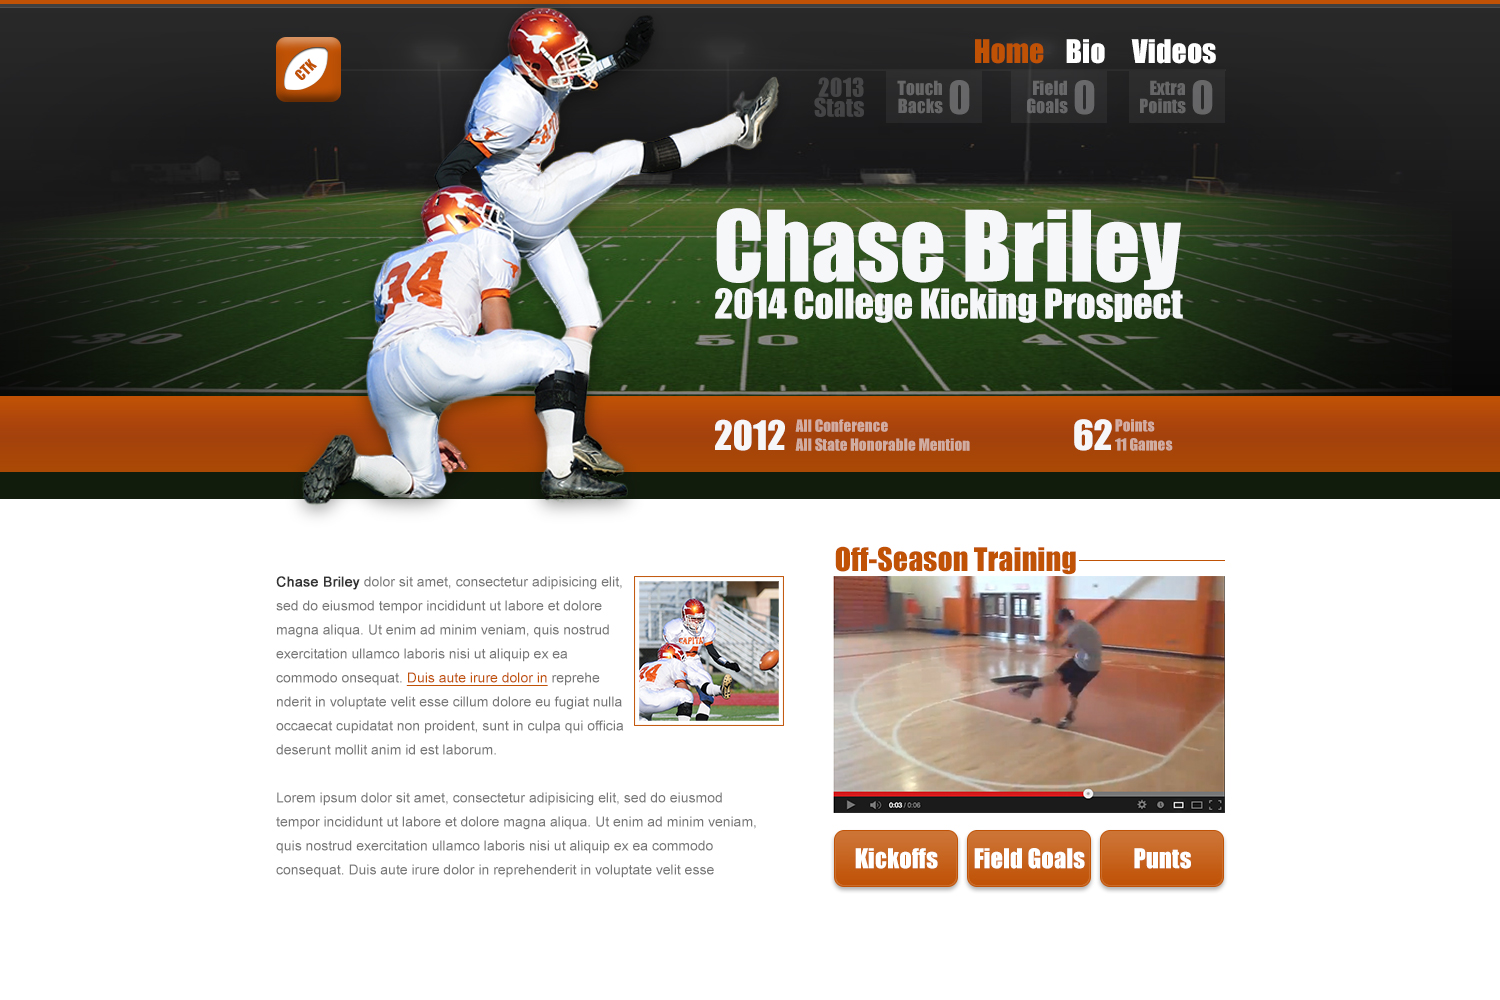 CTK
Home Bio Videos
2013 Stats
Touch Backs 0
Field Goals 0
Extra Points 0
Chase Briley
2014 College Kicking Prospect
34
50
40
2012 All Conference
All State Honorable Mention
62 Points
11 Games
Chase Briley dolor sit amet, consectetur adipisicing elit,
sed do eiusmod tempor incididunt ut labore et dolore
magna aliqua. Ut enim ad minim veniam, quis nostrud
exercitation ullamco laboris nisi ut aliquip ex ea
commodo onsequat. Duis aute irure dolor in reprehe
nderit in voluptate velit esse cillum dolore eu fugiat nulla
occaecat cupidatat non proident, sunt in culpa qui officia
deserunt mollit anim id est laborum.
Lorem ipsum dolor sit amet, consectetur adipisicing elit, sed do eiusmod
tempor incididunt ut labore et dolore magna aliqua. Ut enim ad minim veniam,
quis nostrud exercitation ullamco laboris nisi ut aliquip ex ea commodo
consequat. Duis aute irure dolor in reprehenderit in voluptate velit esse
CAPITAL
Off-Season Training
0:03 / 0:06
Kickoffs
Field Goals
Punts